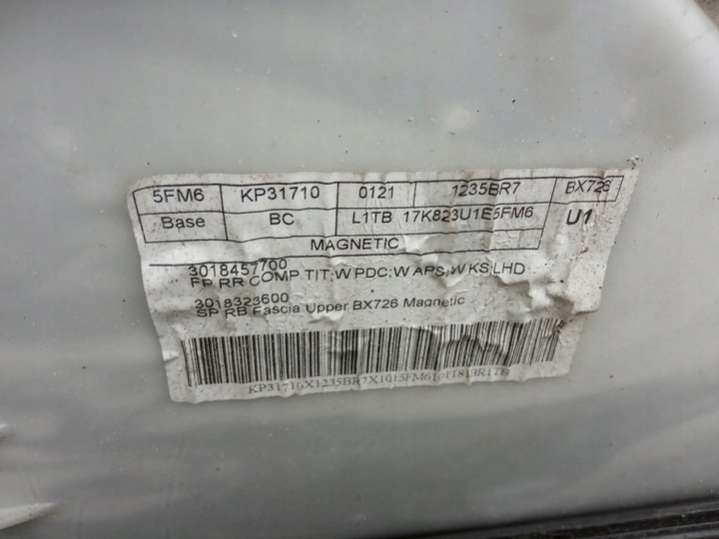 5FM6 KP31710 0121 1235BR7 BX726
Base BC L1TB 17K823U1E5FM6 U1
MAGNETIC
3018457700
FP RR COMP TIT;W PDC;W APS;W KS;LHD
3018323600
SP RB Fascia Upper BX726 Magnetic